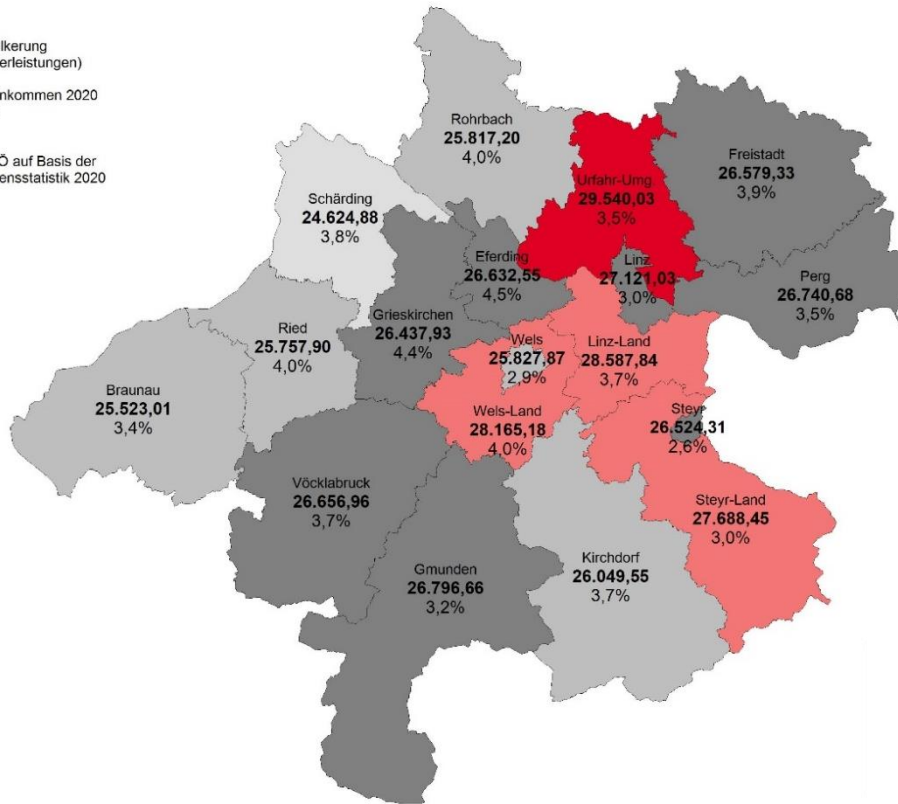 lkerung
erleistungen)
nkommen 2020
Ö auf Basis der
ensstatistik 2020
Rohrbach
25.817,20
4,0%
Urfahr-Umg.
29.540,03
3,5%
Freistadt
26.579,33
3,9%
Schärding
24.624,88
3,8%
Eferding
26.632,55
4,5%
Linz
27.121,03
3,0%
Perg
26.740,68
3,5%
Ried
25.757,90
4,0%
Grieskirchen
26.437,93
4,4%
Wels
25.827,87
2,9%
Linz-Land
28.587,84
3,7%
Braunau
25.523,01
3,4%
Wels-Land
28.165,18
4,0%
Steyr
26.524,31
2,6%
Vöcklabruck
26.656,96
3,7%
Steyr-Land
27.688,45
3,0%
Gmunden
26.796,66
3,2%
Kirchdorf
26.049,55
3,7%